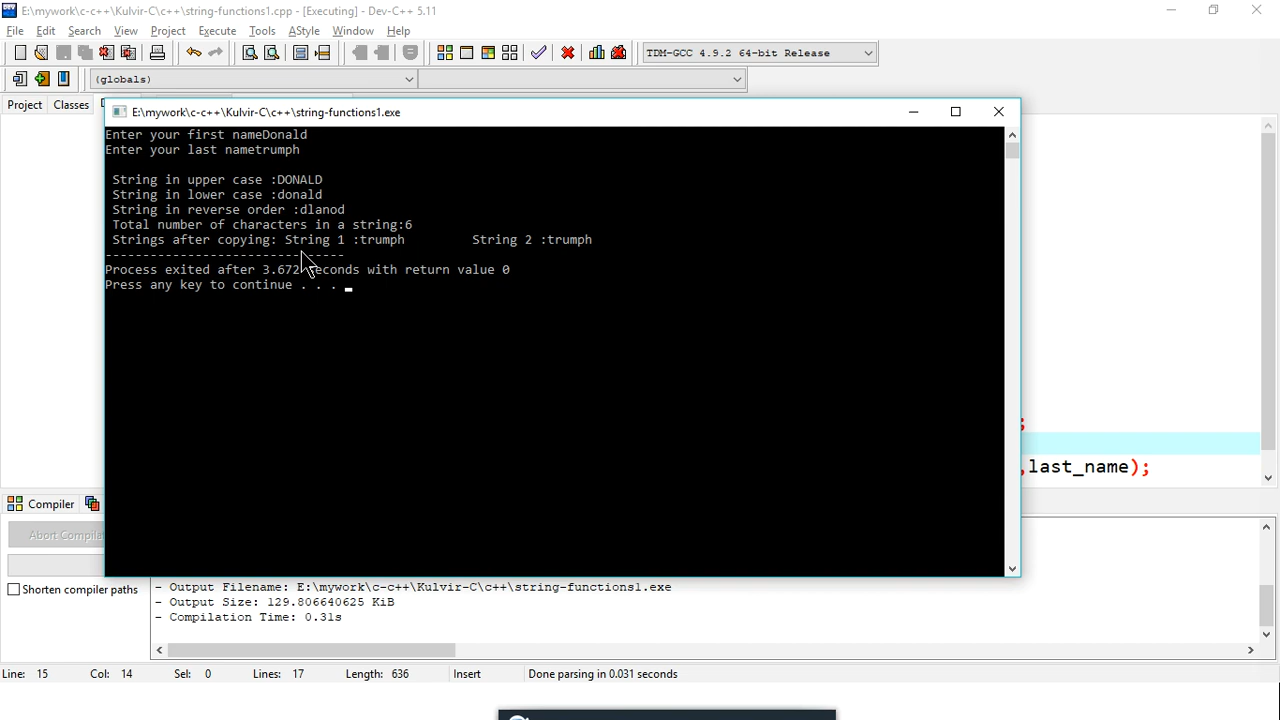 E:\mywork\c-c++\Kulvir-C\c++\string-functions1.cpp - [Executing] - Dev-C++ 5.11
File Edit Search View Project Execute Tools AStyle Window Help
TDM-GCC 4.9.2 64-bit Release
(globals)
Project Classes
E:\mywork\c-c++\Kulvir-C\c++\string-functions1.exe
Enter your first nameDonald
Enter your last nametrumph
String in upper case :DONALD
String in lower case :donald
String in reverse order :dlanod
Total number of characters in a string:6
Strings after copying: String 1 :trumph String 2 :trumph
--------------------------------
Process exited after 3.672 seconds with return value 0
Press any key to continue . . .
;
,last_name);
Compiler
Abort Compila
Shorten compiler paths
- Output Filename: E:\mywork\c-c++\Kulvir-C\c++\string-functions1.exe
- Output Size: 129.806640625 KiB
- Compilation Time: 0.31s
Line: 15 Col: 14 Sel: 0 Lines: 17 Length: 636 Insert Done parsing in 0.031 seconds